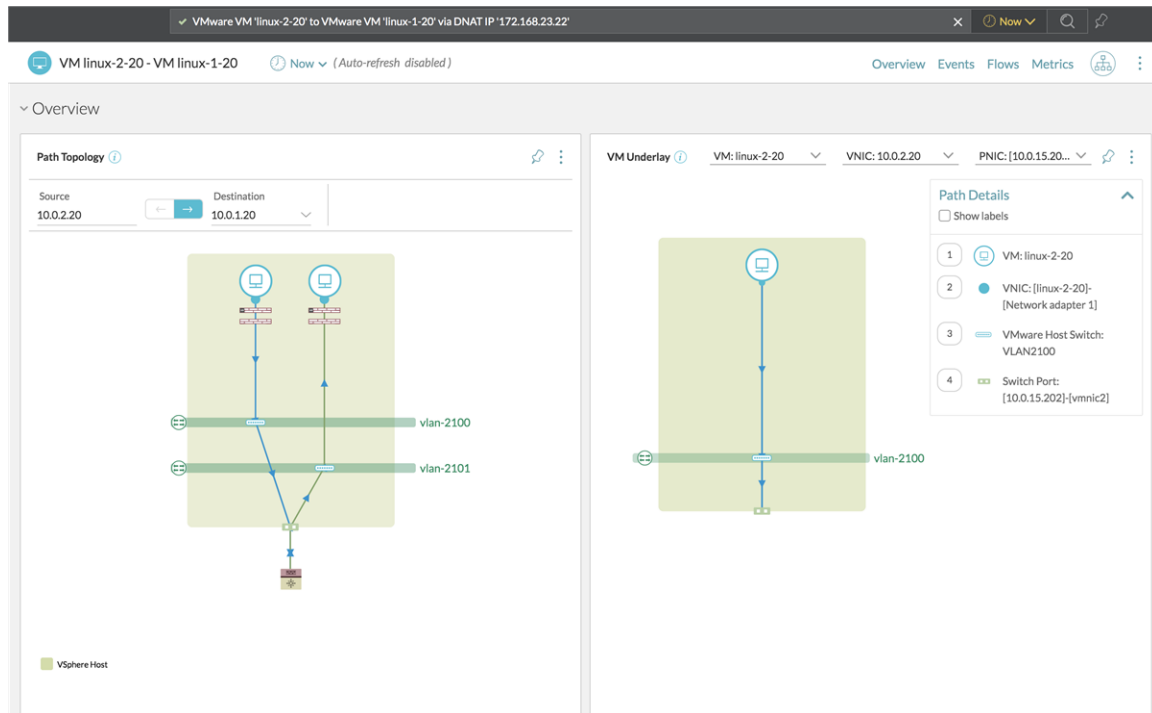 VMware VM 'linux-2-20' to VMware VM 'linux-1-20' via DNAT IP '172.168.23.22'
Now
VM linux-2-20 - VM linux-1-20
Now
(Auto-refresh disabled)
Overview
Events
Flows
Metrics
Overview
Path Topology
Source
10.0.2.20
Destination
10.0.1.20
vlan-2100
vlan-2101
VSphere Host
VM Underlay
VM: linux-2-20
VNIC: 10.0.2.20
PNIC: [10.0.15.20...
vlan-2100
Path Details
Show labels
1
VM: linux-2-20
2
VNIC: [linux-2-20]-
[Network adapter 1]
3
VMware Host Switch:
VLAN2100
4
Switch Port:
[10.0.15.202]-[vmnic2]